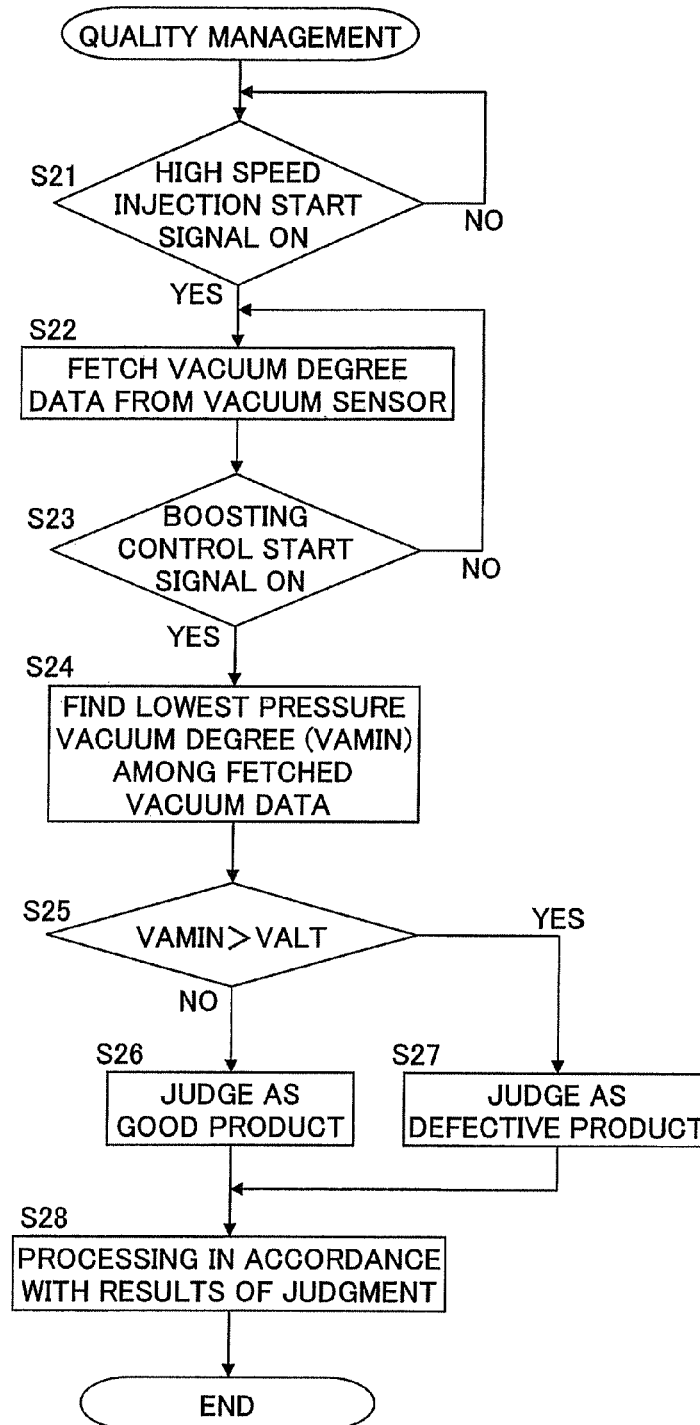 QUALITY MANAGEMENT
S21
HIGH SPEED
INJECTION START
SIGNAL ON
NO
YES
S22
FETCH VACUUM DEGREE
DATA FROM VACUUM SENSOR
S23
BOOSTING
CONTROL START
SIGNAL ON
NO
YES
S24
FIND LOWEST PRESSURE
VACUUM DEGREE (VAMIN)
AMONG FETCHED
VACUUM DATA
S25
VAMIN>VALT
YES
NO
S26
JUDGE AS
GOOD PRODUCT
S27
JUDGE AS
DEFECTIVE PRODUCT
S28
PROCESSING IN ACCORDANCE
WITH RESULTS OF JUDGMENT
END